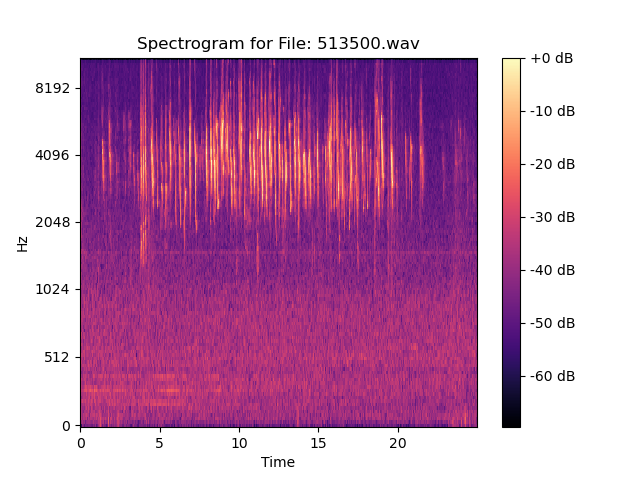 Spectrogram for File: 513500.wav
+0 dB
8192
-10 dB
4096
-20 dB
2048
-30 dB
Hz
-40 dB
1024
-50 dB
512
-60 dB
0
0 5 10 15 20
Time